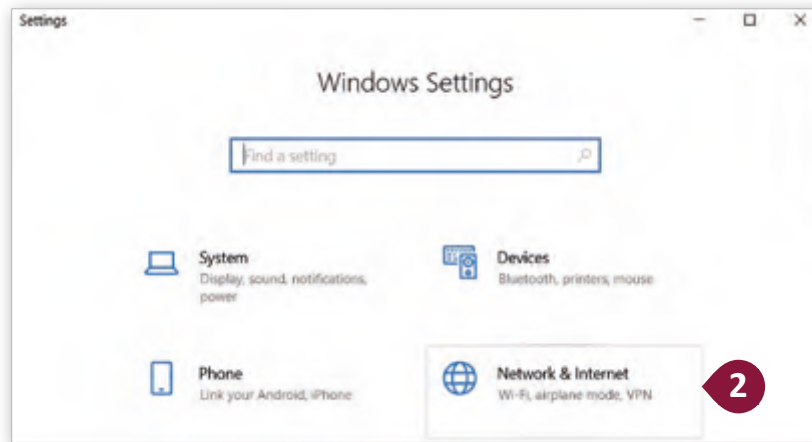 Settings
Windows Settings
Find a setting
System
Display, sound, notifications,
power
Devices
Bluetooth, printers, mouse
Phone
Link your Android, iPhone
Network & Internet
Wi-Fi, airplane mode, VPN
2